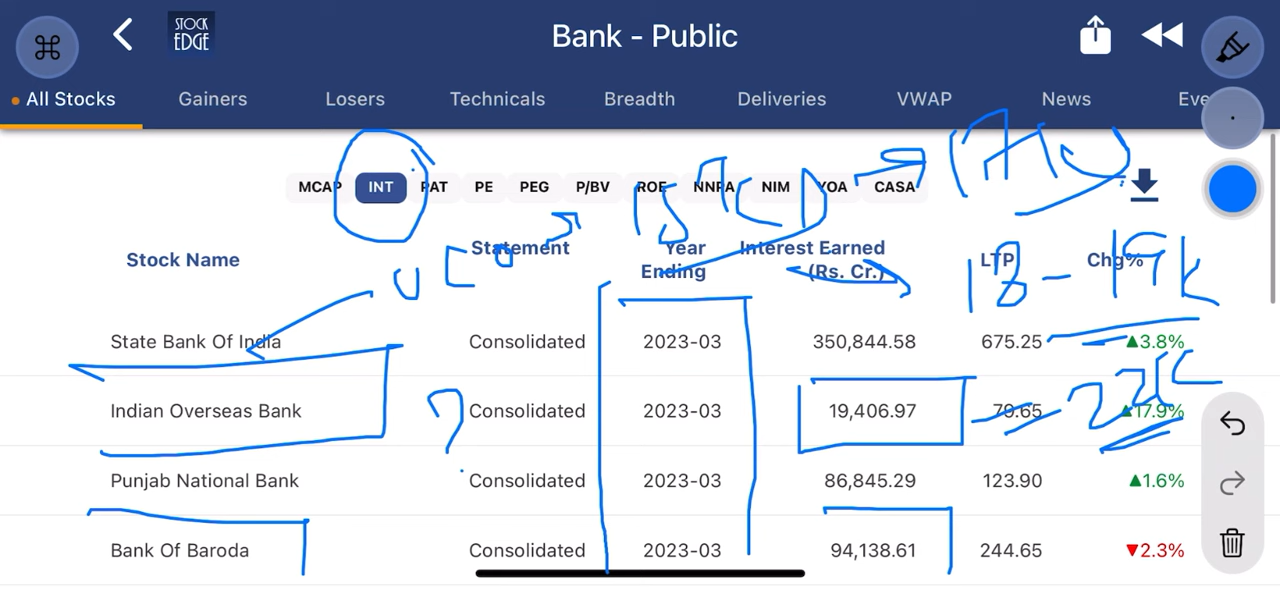 STOCK EDGE
Bank - Public
All Stocks Gainers Losers Technicals Breadth Deliveries VWAP News
MCAP INT PAT PE PEG P/BV ROE NNPA NIM YOA CASA
Stock Name Statement Year Ending Interest Earned (Rs. Cr.) LTP Chg%
UCO
18 - 19k
State Bank Of India Consolidated 2023-03 350,844.58 675.25 ▲3.8%
Indian Overseas Bank ? Consolidated 2023-03 19,406.97 79.65 ▲17.9%
Punjab National Bank Consolidated 2023-03 86,845.29 123.90 ▲1.6%
Bank Of Baroda Consolidated 2023-03 94,138.61 244.65 ▼2.3%